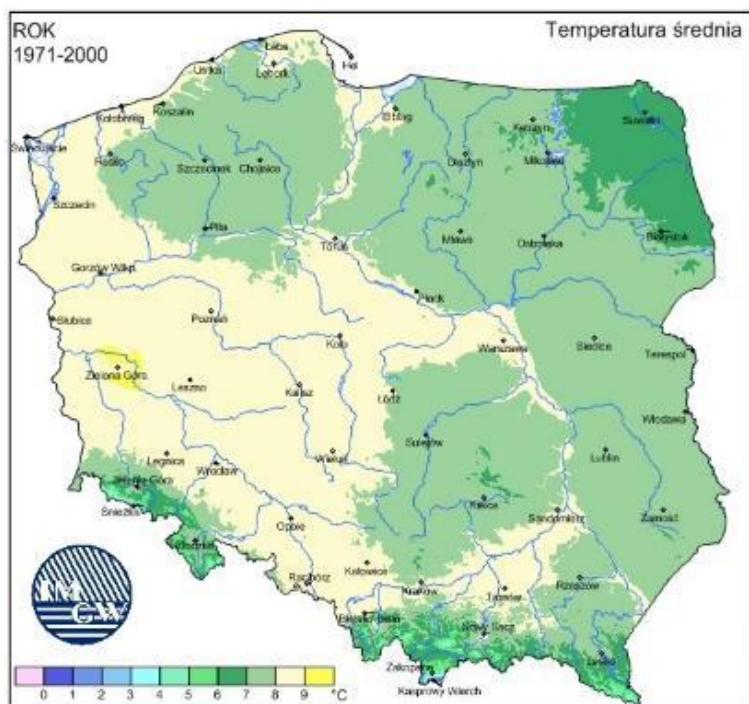 ROK
1971-2000
Temperatura średnia
Łeba
Hel
Ustka
Lębork
Kołobrzeg
Koszalin
Elbląg
Suwałki
Kętrzyn
Świnoujście
Resko
Szczecinek
Chojnice
Olsztyn
Mikołajki
Szczecin
Piła
Toruń
Mława
Ostrołęka
Białystok
Gorzów Wlkp.
Płock
Słubice
Poznań
Koło
Warszawa
Siedlce
Terespol
Zielona Góra
Leszno
Kalisz
Łódź
Włodawa
Sulejów
Legnica
Wrocław
Wieluń
Lublin
Jelenia Góra
Śnieżka
Kielce
Opole
Sandomierz
Zamość
Kłodzko
Racibórz
Katowice
Kraków
Tarnów
Rzeszów
Bielsko-Biała
Nowy Sącz
Lesko
Zakopane
Kasprowy Wierch
IM
GW
0 1 2 3 4 5 6 7 8 9 °C